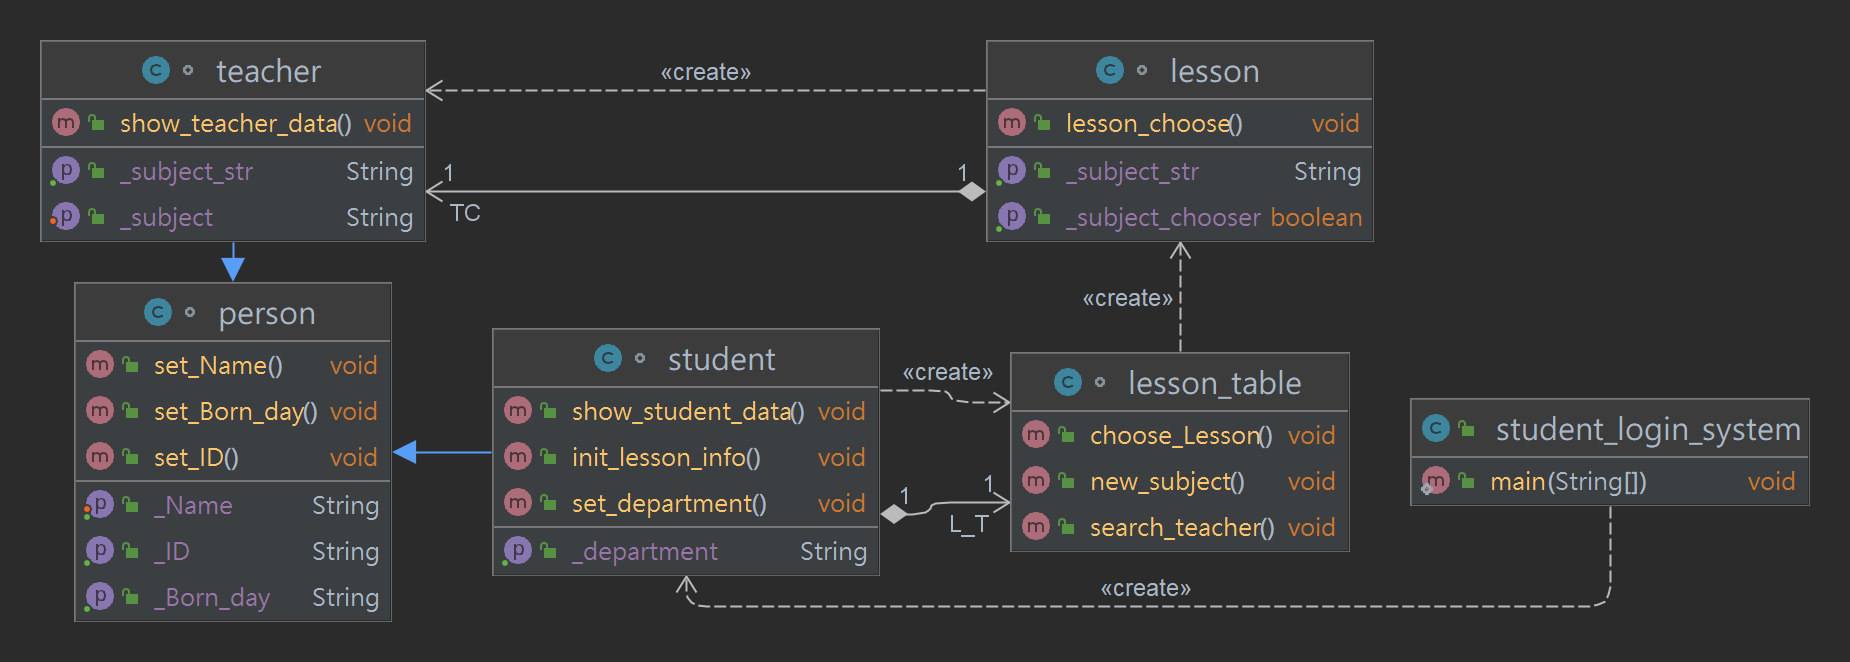 C teacher
m show_teacher_data() void
p _subject_str String
p _subject String
«create»
1
TC
1
C lesson
m lesson_choose() void
p _subject_str String
p _subject_chooser boolean
«create»
C person
m set_Name() void
m set_Born_day() void
m set_ID() void
p _Name String
p _ID String
p _Born_day String
C student
m show_student_data() void
m init_lesson_info() void
m set_department() void
p _department String
«create»
1
1
L_T
C lesson_table
m choose_Lesson() void
m new_subject() void
m search_teacher() void
C student_login_system
m main(String[]) void
«create»